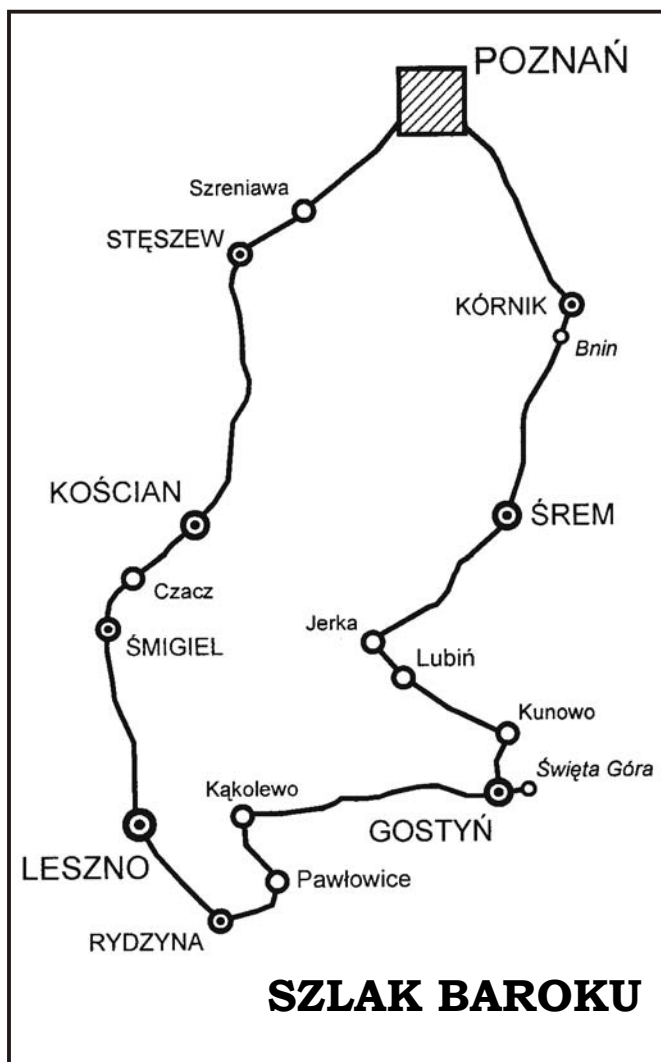 POZNAŃ
Szreniawa
STĘSZEW
KÓRNIK
Bnin
KOŚCIAN
ŚREM
Czacz
Jerka
ŚMIGIEL
Lubiń
Kunowo
Święta Góra
Kąkolewo
GOSTYŃ
LESZNO
Pawłowice
RYDZYNA
SZLAK BAROKU